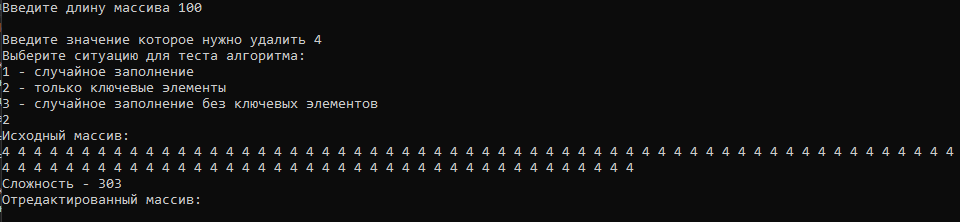 Введите длину массива 100
Введите значение которое нужно удалить 4
Выберите ситуацию для теста алгоритма:
1 - случайное заполнение
2 - только ключевые элементы
3 - случайное заполнение без ключевых элементов
2
Исходный массив:
4 4 4 4 4 4 4 4 4 4 4 4 4 4 4 4 4 4 4 4 4 4 4 4 4 4 4 4 4 4 4 4 4 4 4 4 4 4 4 4 4 4 4 4 4 4 4 4 4 4 4 4 4 4 4 4 4 4 4 4
4 4 4 4 4 4 4 4 4 4 4 4 4 4 4 4 4 4 4 4 4 4 4 4 4 4 4 4 4 4 4 4 4 4 4 4 4 4 4 4
Сложность - 303
Отредактированный массив: